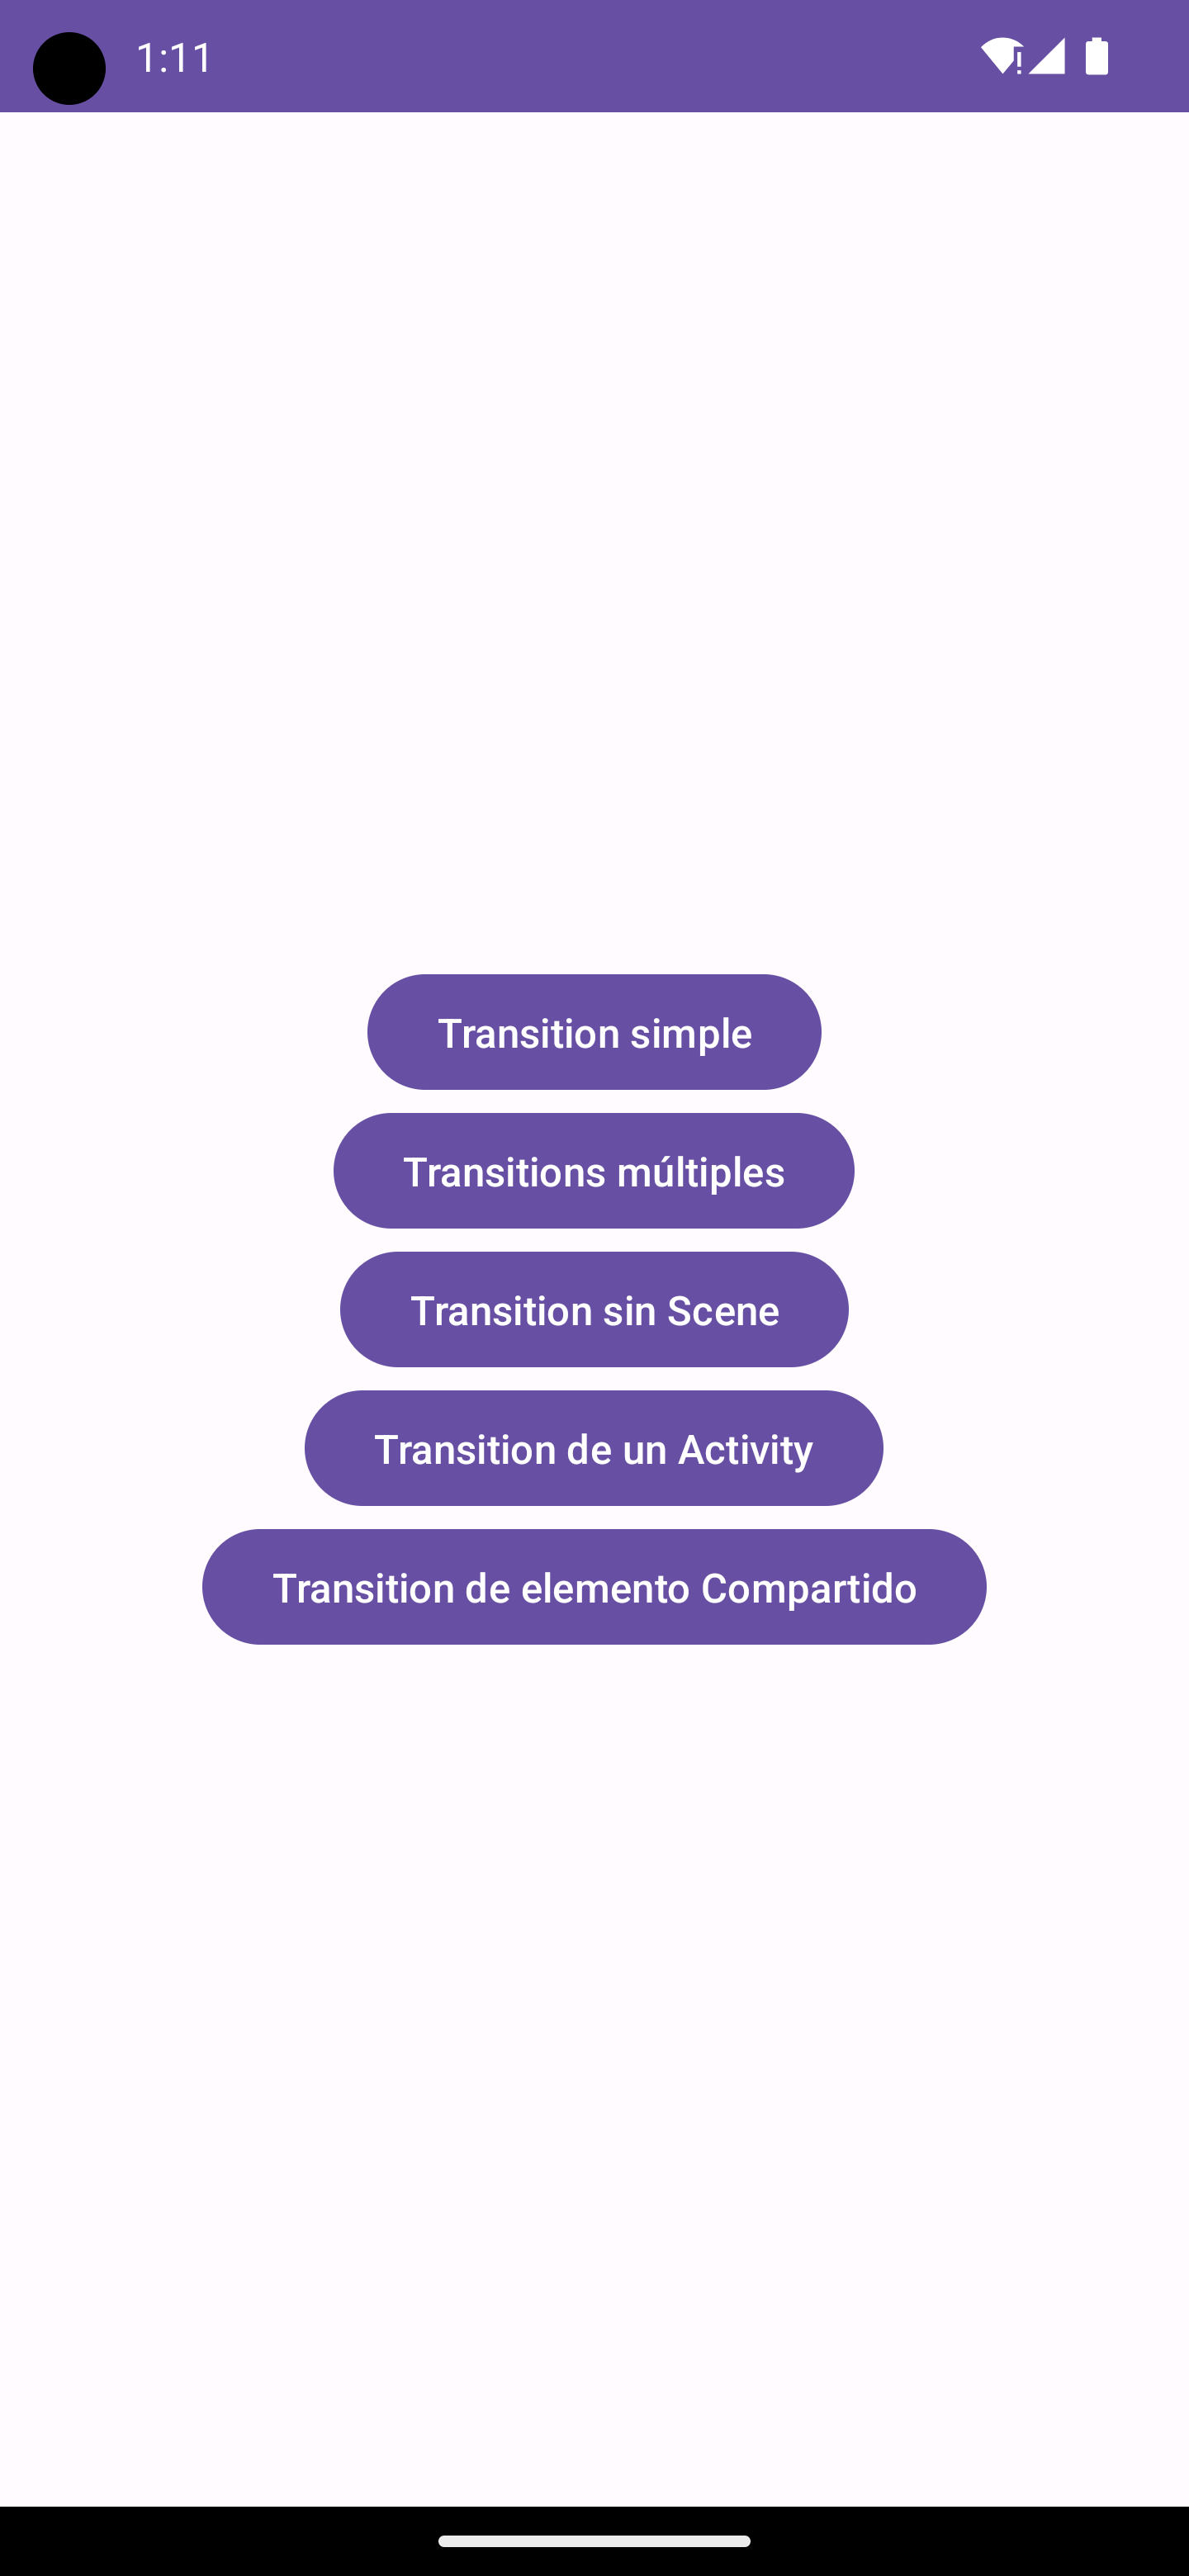 1:11
Transition simple
Transitions múltiples
Transition sin Scene
Transition de un Activity
Transition de elemento Compartido